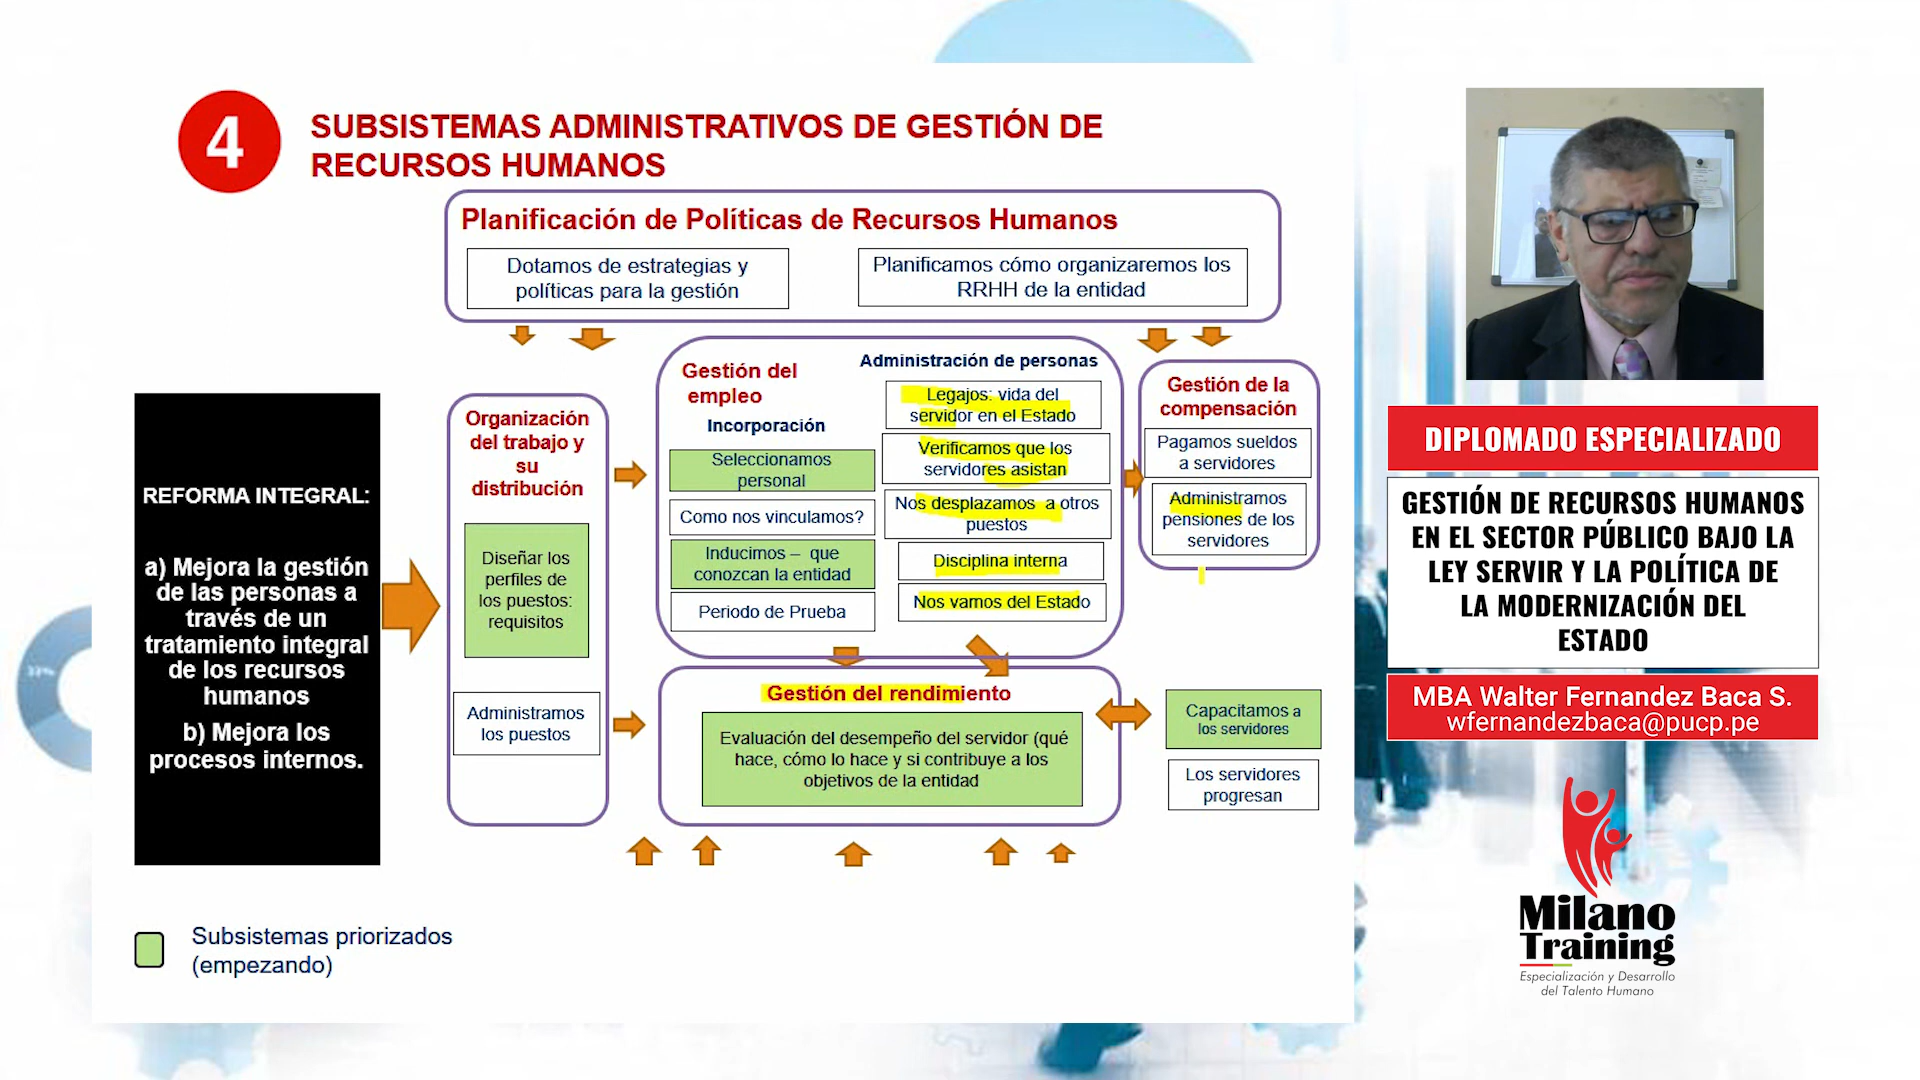 4
SUBSISTEMAS ADMINISTRATIVOS DE GESTIÓN DE
RECURSOS HUMANOS
Planificación de Políticas de Recursos Humanos
Dotamos de estrategias y
políticas para la gestión
Planificamos cómo organizaremos los
RRHH de la entidad
REFORMA INTEGRAL:
a) Mejora la gestión
de las personas a
través de un
tratamiento integral
de los recursos
humanos
b) Mejora los
procesos internos.
Organización
del trabajo y
su
distribución
Diseñar los
perfiles de
los puestos:
requisitos
Administramos
los puestos
Gestión del
empleo
Incorporación
Seleccionamos
personal
Como nos vinculamos?
Inducimos – que
conozcan la entidad
Periodo de Prueba
Administración de personas
Legajos: vida del
servidor en el Estado
Verificamos que los
servidores asistan
Nos desplazamos a otros
puestos
Disciplina interna
Nos vamos del Estado
Gestión de la
compensación
Pagamos sueldos
a servidores
Administramos
pensiones de los
servidores
Gestión del rendimiento
Evaluación del desempeño del servidor (qué
hace, cómo lo hace y si contribuye a los
objetivos de la entidad
Capacitamos a
los servidores
Los servidores
progresan
Subsistemas priorizados
(empezando)
DIPLOMADO ESPECIALIZADO
GESTIÓN DE RECURSOS HUMANOS
EN EL SECTOR PÚBLICO BAJO LA
LEY SERVIR Y LA POLÍTICA DE
LA MODERNIZACIÓN DEL
ESTADO
MBA Walter Fernandez Baca S.
wfernandezbaca@pucp.pe
Milano
Training
Especialización y Desarrollo
del Talento Humano